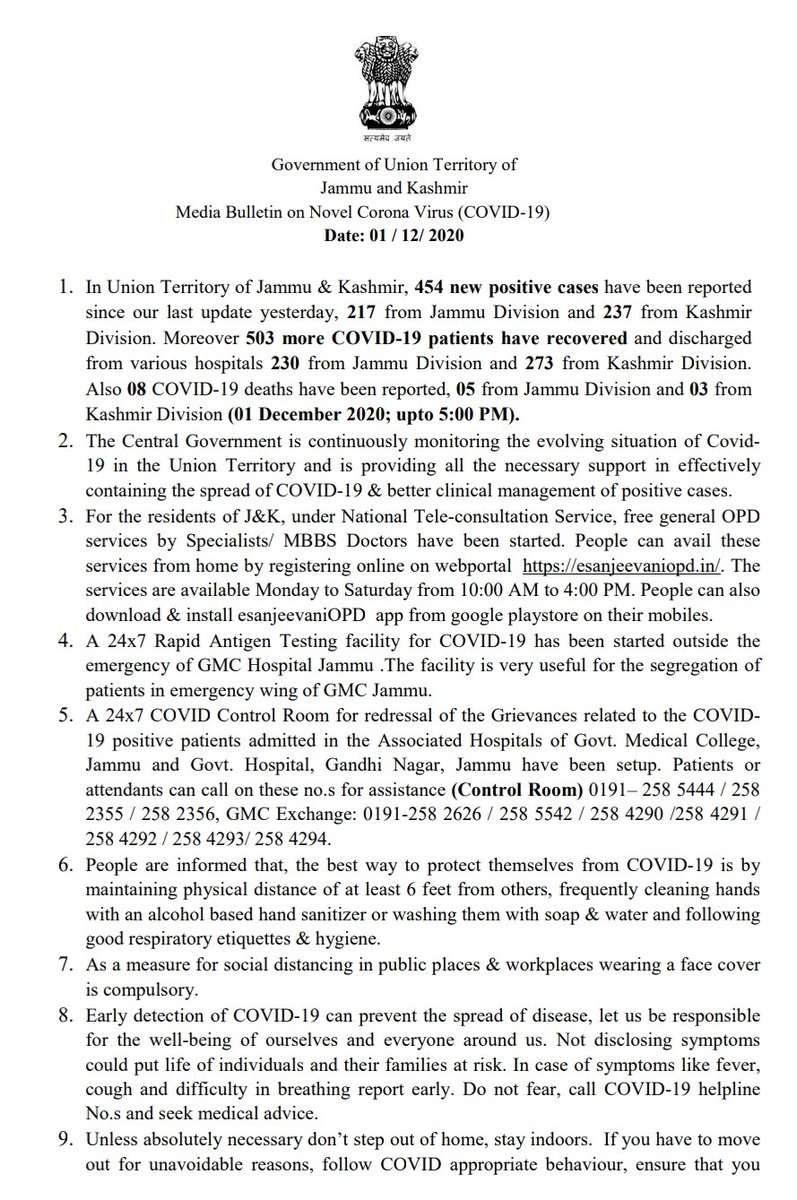 सत्यमेव जयते
Government of Union Territory of
Jammu and Kashmir
Media Bulletin on Novel Corona Virus (COVID-19)
Date: 01 / 12/ 2020
1. In Union Territory of Jammu & Kashmir, 454 new positive cases have been reported
since our last update yesterday, 217 from Jammu Division and 237 from Kashmir
Division. Moreover 503 more COVID-19 patients have recovered and discharged
from various hospitals 230 from Jammu Division and 273 from Kashmir Division.
Also 08 COVID-19 deaths have been reported, 05 from Jammu Division and 03 from
Kashmir Division (01 December 2020; upto 5:00 PM).
2. The Central Government is continuously monitoring the evolving situation of Covid-
19 in the Union Territory and is providing all the necessary support in effectively
containing the spread of COVID-19 & better clinical management of positive cases.
3. For the residents of J&K, under National Tele-consultation Service, free general OPD
services by Specialists/ MBBS Doctors have been started. People can avail these
services from home by registering online on webportal https://esanjeevaniopd.in/. The
services are available Monday to Saturday from 10:00 AM to 4:00 PM. People can also
download & install esanjeevaniOPD app from google playstore on their mobiles.
4. A 24x7 Rapid Antigen Testing facility for COVID-19 has been started outside the
emergency of GMC Hospital Jammu .The facility is very useful for the segregation of
patients in emergency wing of GMC Jammu.
5. A 24x7 COVID Control Room for redressal of the Grievances related to the COVID-
19 positive patients admitted in the Associated Hospitals of Govt. Medical College,
Jammu and Govt. Hospital, Gandhi Nagar, Jammu have been setup. Patients or
attendants can call on these no.s for assistance (Control Room) 0191– 258 5444 / 258
2355 / 258 2356, GMC Exchange: 0191-258 2626 / 258 5542 / 258 4290 /258 4291 /
258 4292 / 258 4293/ 258 4294.
6. People are informed that, the best way to protect themselves from COVID-19 is by
maintaining physical distance of at least 6 feet from others, frequently cleaning hands
with an alcohol based hand sanitizer or washing them with soap & water and following
good respiratory etiquettes & hygiene.
7. As a measure for social distancing in public places & workplaces wearing a face cover
is compulsory.
8. Early detection of COVID-19 can prevent the spread of disease, let us be responsible
for the well-being of ourselves and everyone around us. Not disclosing symptoms
could put life of individuals and their families at risk. In case of symptoms like fever,
cough and difficulty in breathing report early. Do not fear, call COVID-19 helpline
No.s and seek medical advice.
9. Unless absolutely necessary don’t step out of home, stay indoors. If you have to move
out for unavoidable reasons, follow COVID appropriate behaviour, ensure that you